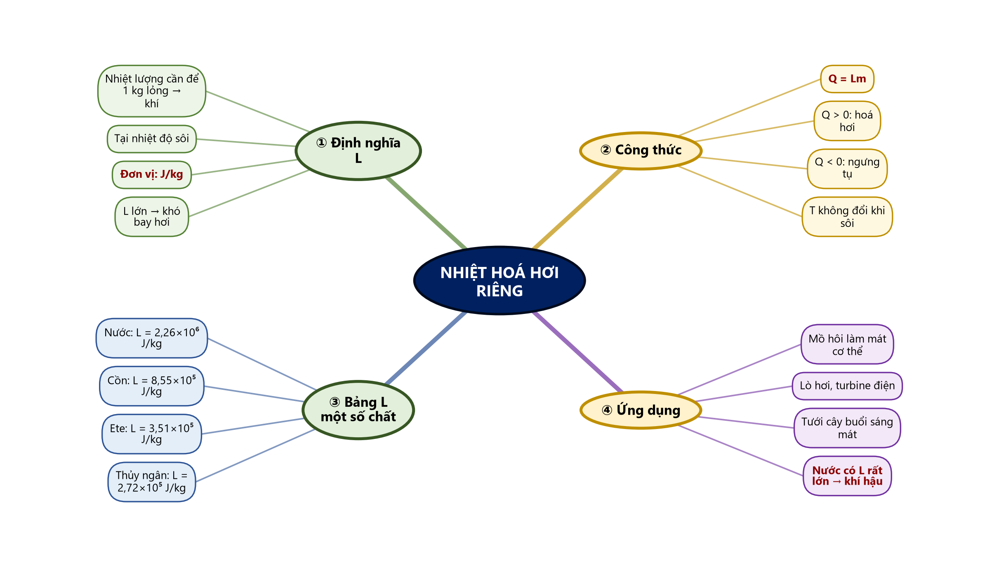 Nhiệt lượng cần để
1 kg lỏng →
khí
Tại nhiệt độ sôi
Đơn vị: J/kg
L lớn → khó
bay hơi
① Định nghĩa
L
② Công thức
Q = Lm
Q > 0: hoá
hơi
Q < 0: ngưng
tụ
T không đổi khi
sôi
NHIỆT HOÁ HƠI
RIÊNG
Nước: L = 2,26×10⁶
J/kg
Cồn: L = 8,55×10⁵
J/kg
Ete: L = 3,51×10⁵
J/kg
Thủy ngân: L =
2,72×10⁵ J/kg
③ Bảng L
một số chất
④ Ứng dụng
Mồ hôi làm mát
cơ thể
Lò hơi, turbine điện
Tưới cây buổi sáng
mát
Nước có L rất
lớn → khí hậu